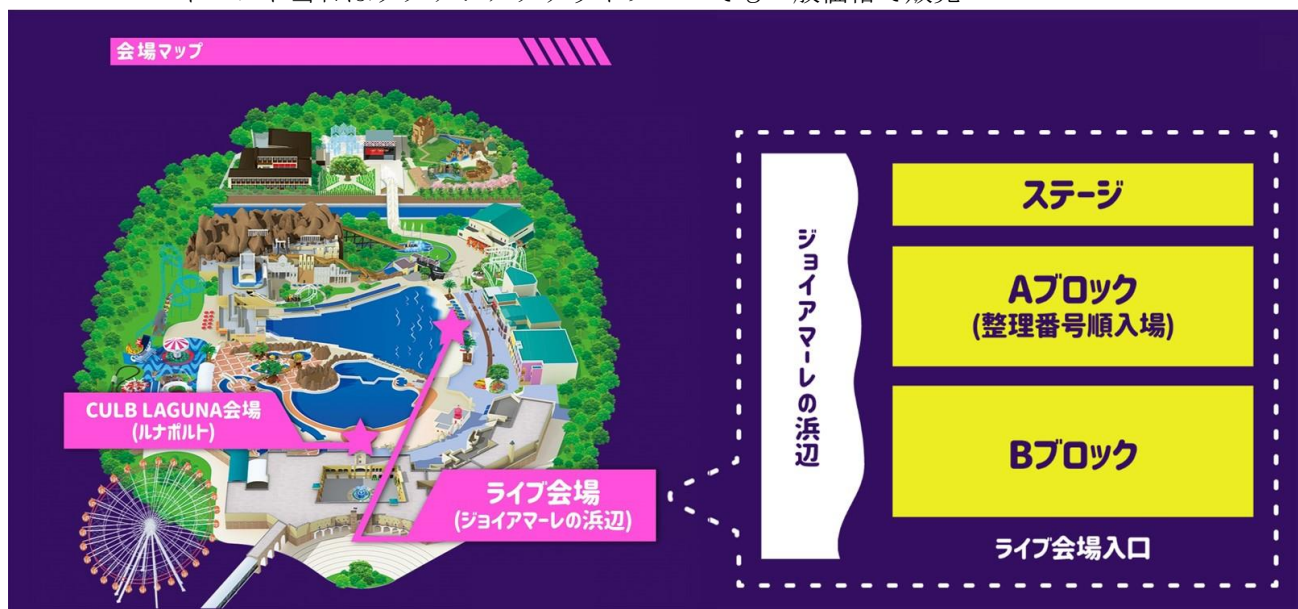 会場マップ
CULB LAGUNA会場
(ルナポルト)
ライブ会場
(ジョイアマーレの浜辺)
ジョイアマーレの浜辺
ステージ
Aブロック
(整理番号順入場)
Bブロック
ライブ会場入口